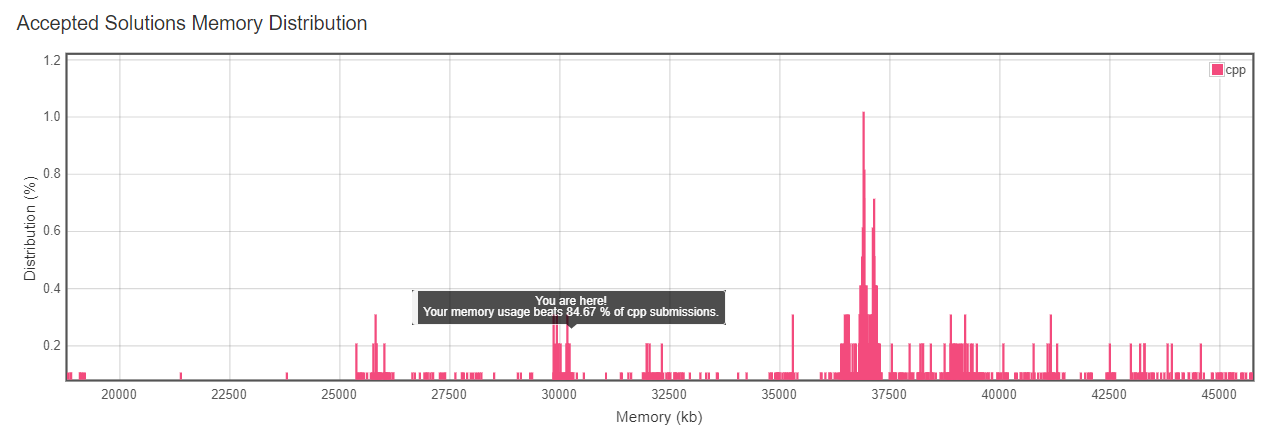 Accepted Solutions Memory Distribution
1.2
cpp
1.0
0.8
Distribution (%)
0.6
0.4
You are here!
Your memory usage beats 84.67 % of cpp submissions.
0.2
20000 22500 25000 27500 30000 32500 35000 37500 40000 42500 45000
Memory (kb)